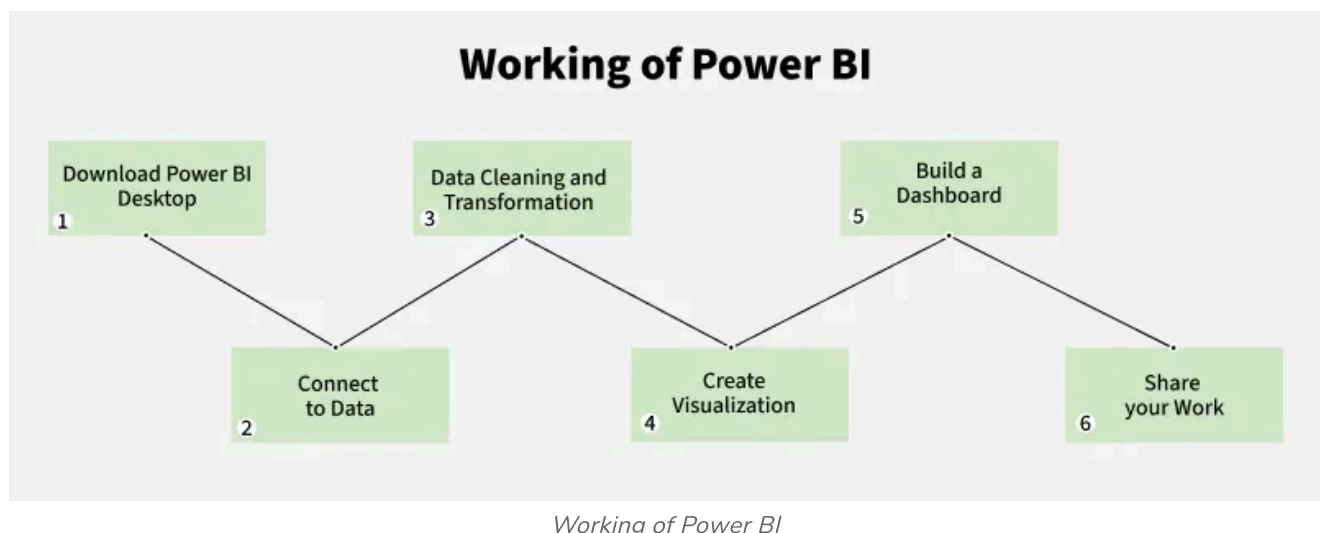 Working of Power BI
Download Power BI
Desktop
1
Connect
to Data
2
Data Cleaning and
Transformation
3
Create
Visualization
4
Build a
Dashboard
5
Share
your Work
6
Working of Power BI